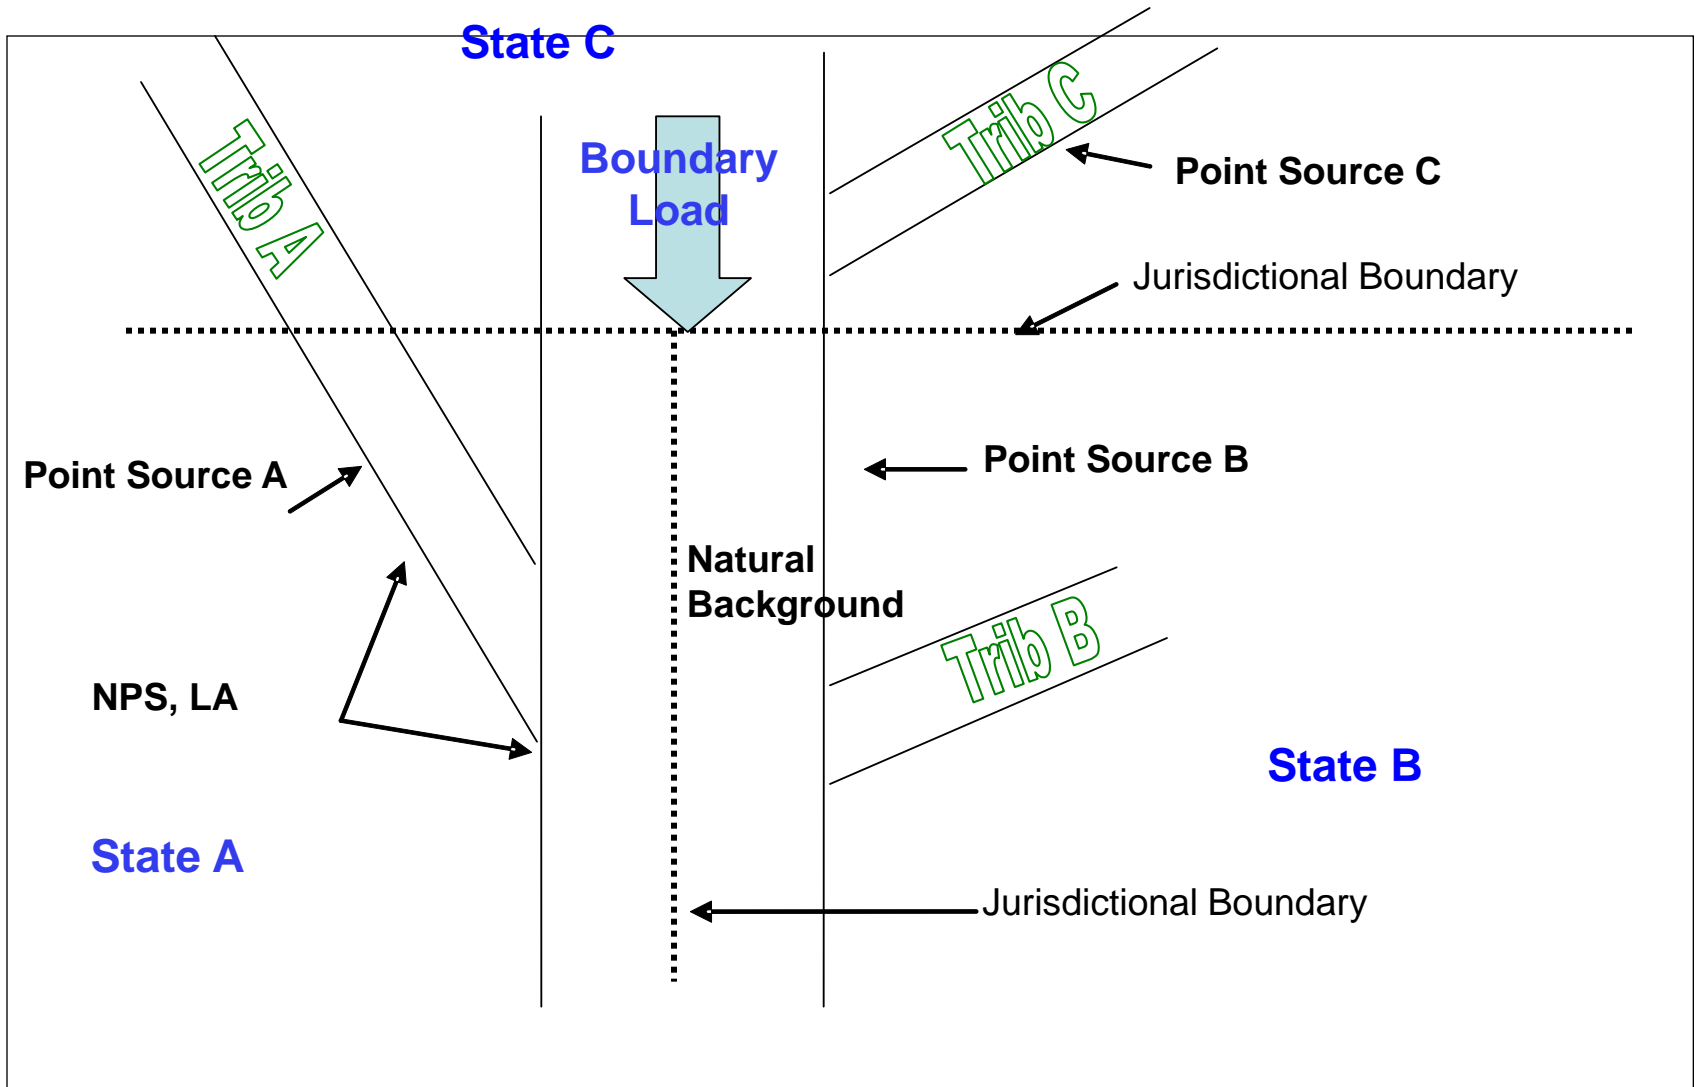 State C
Trib C
Boundary
Load
Point Source C
Trib A
Jurisdictional Boundary
Point Source A
Point Source B
Natural
Background
Trib B
NPS, LA
State B
State A
Jurisdictional Boundary